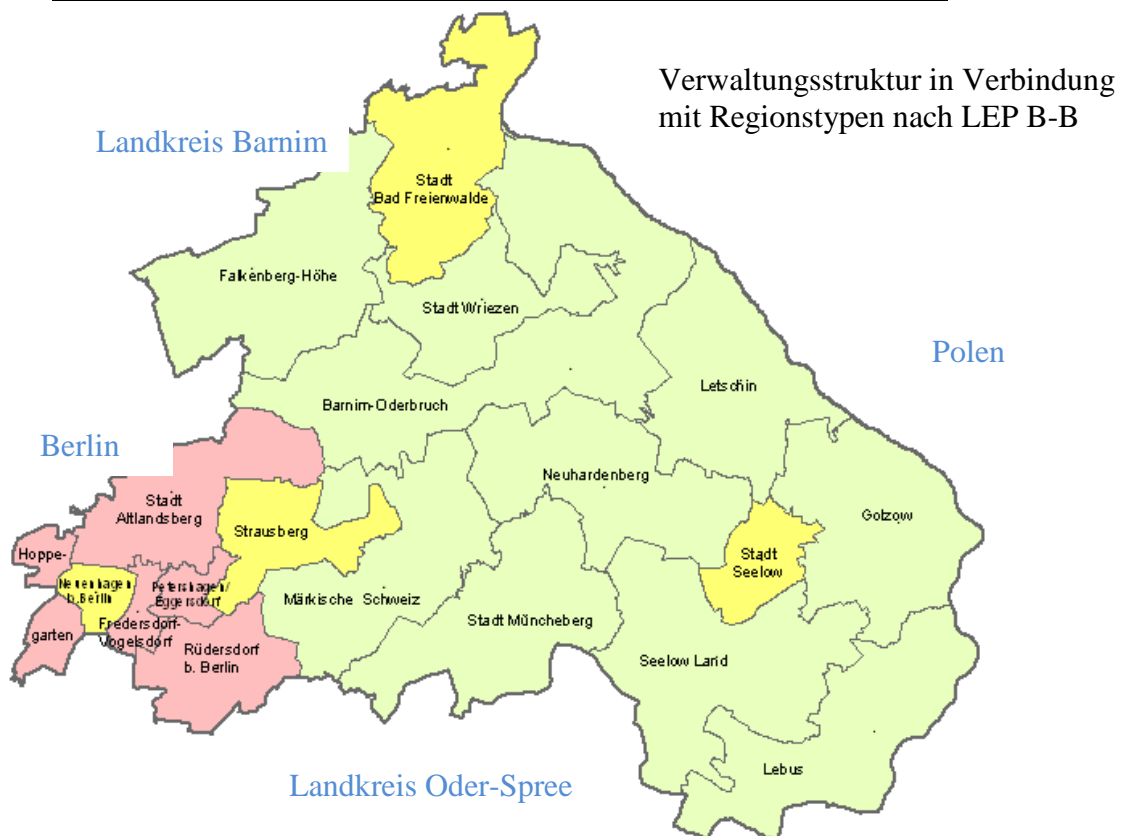 Verwaltungsstruktur in Verbindung
mit Regionstypen nach LEP B-B
Landkreis Barnim
Stadt
Bad Freienwalde
Falkenberg-Höhe
Stadt Wriezen
Polen
Letschin
Barnim-Oderbruch
Berlin
Neuhardenberg
Stadt
Altlandsberg
Golzow
Strausberg
Hoppe-
Stadt
Seelow
Neuenhagen
b.Berlin
Petershagen/
Eggersdorf
Märkische Schweiz
Stadt Müncheberg
Fredersdorf-
Vogelsdorf
garten
Rüdersdorf
b. Berlin
Seelow Land
Lebus
Landkreis Oder-Spree